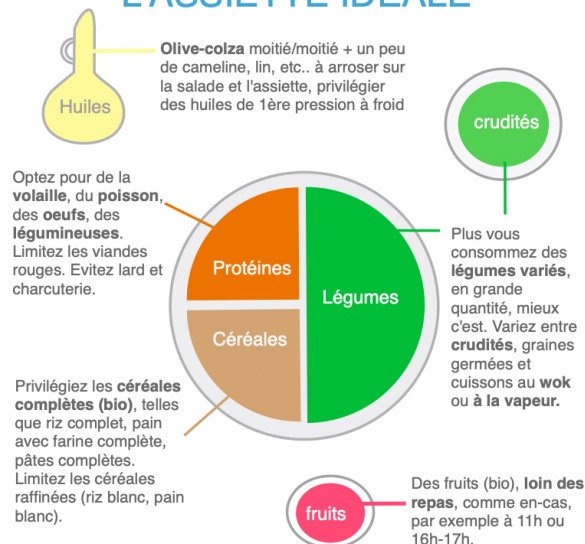 L'ASSIETTE IDÉALE
Huiles
Olive-colza moitié/moitié + un peu
de cameline, lin, etc.. à arroser sur
la salade et l'assiette, privilégier
des huiles de 1ère pression à froid
crudités
Optez pour de la
volaille, du poisson,
des oeufs, des
légumineuses.
Limitez les viandes
rouges. Evitez lard et
charcuterie.
Protéines
Légumes
Céréales
Plus vous
consommez des
légumes variés,
en grande
quantité, mieux
c'est. Variez entre
crudités, graines
germées et
cuissons au wok
ou à la vapeur.
Privilégiez les céréales
complètes (bio), telles
que riz complet, pain
avec farine complète,
pâtes complètes.
Limitez les céréales
raffinées (riz blanc, pain
blanc).
fruits
Des fruits (bio), loin des
repas, comme en-cas,
par exemple à 11h ou
16h-17h.